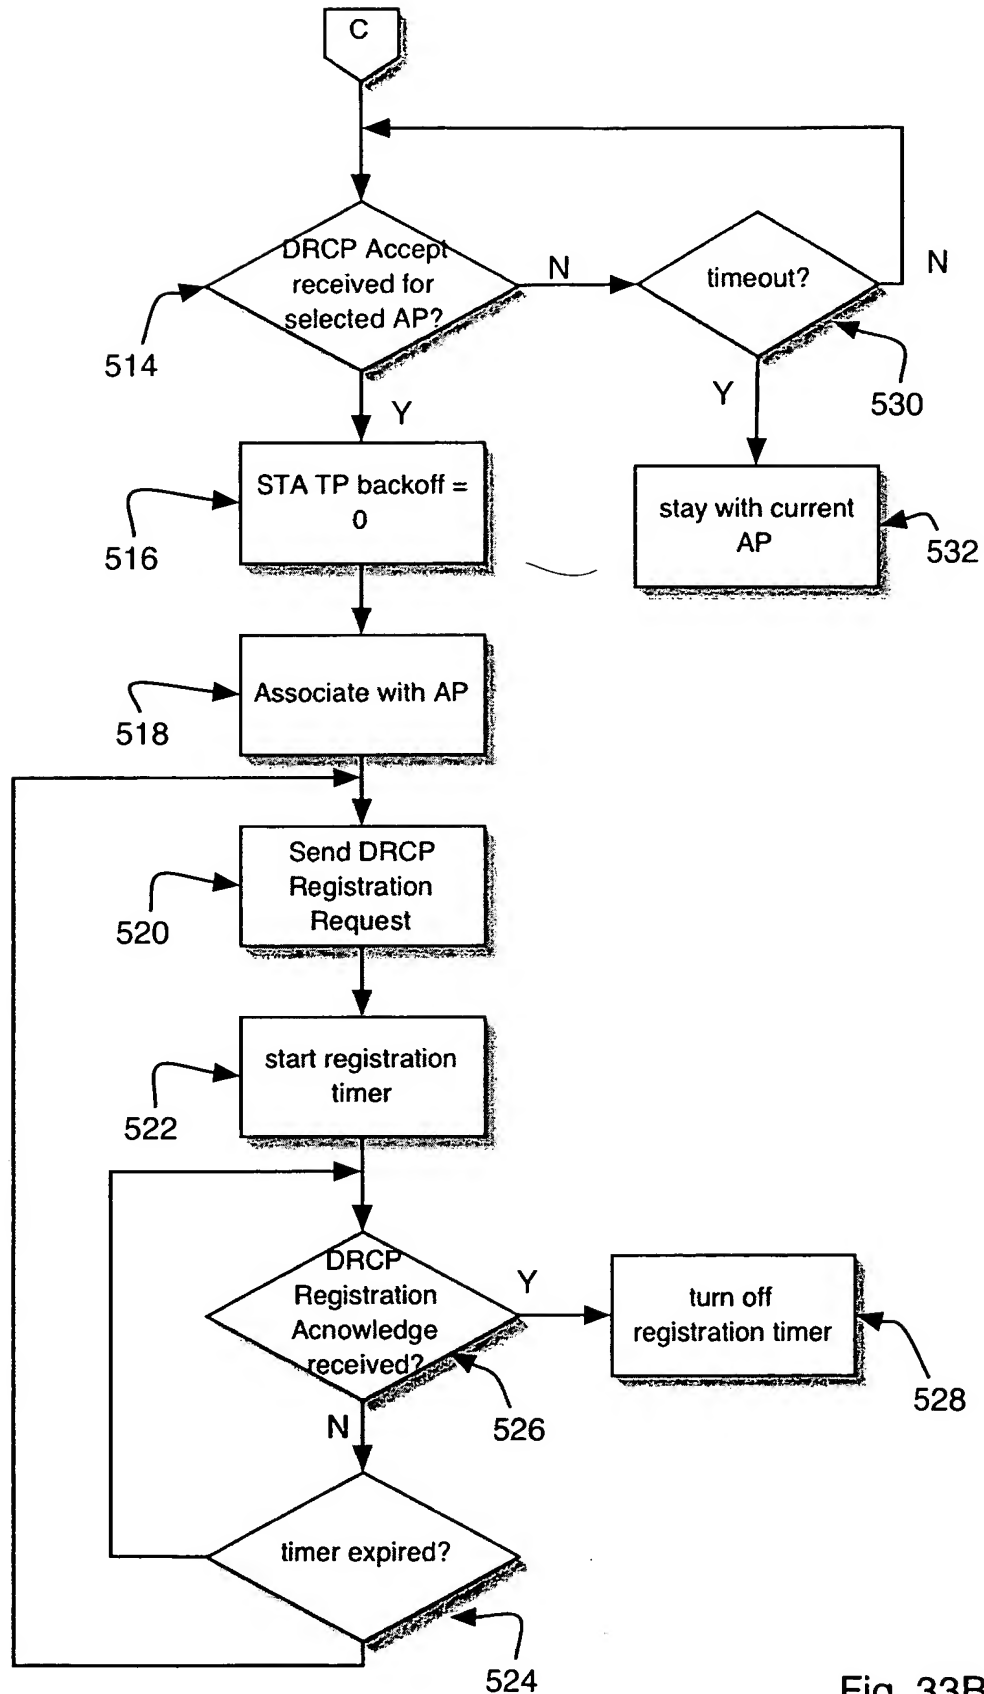 C
DRCP Accept
received for
selected AP?
N
timeout?
N
514
530
Y
Y
STA TP backoff =
0
516
stay with current
AP
532
Associate with AP
518
Send DRCP
Registration
Request
520
start registration
timer
522
DRCP
Registration
Acnowledge
received?
Y
turn off
registration timer
528
526
N
timer expired?
524
Fig. 33B